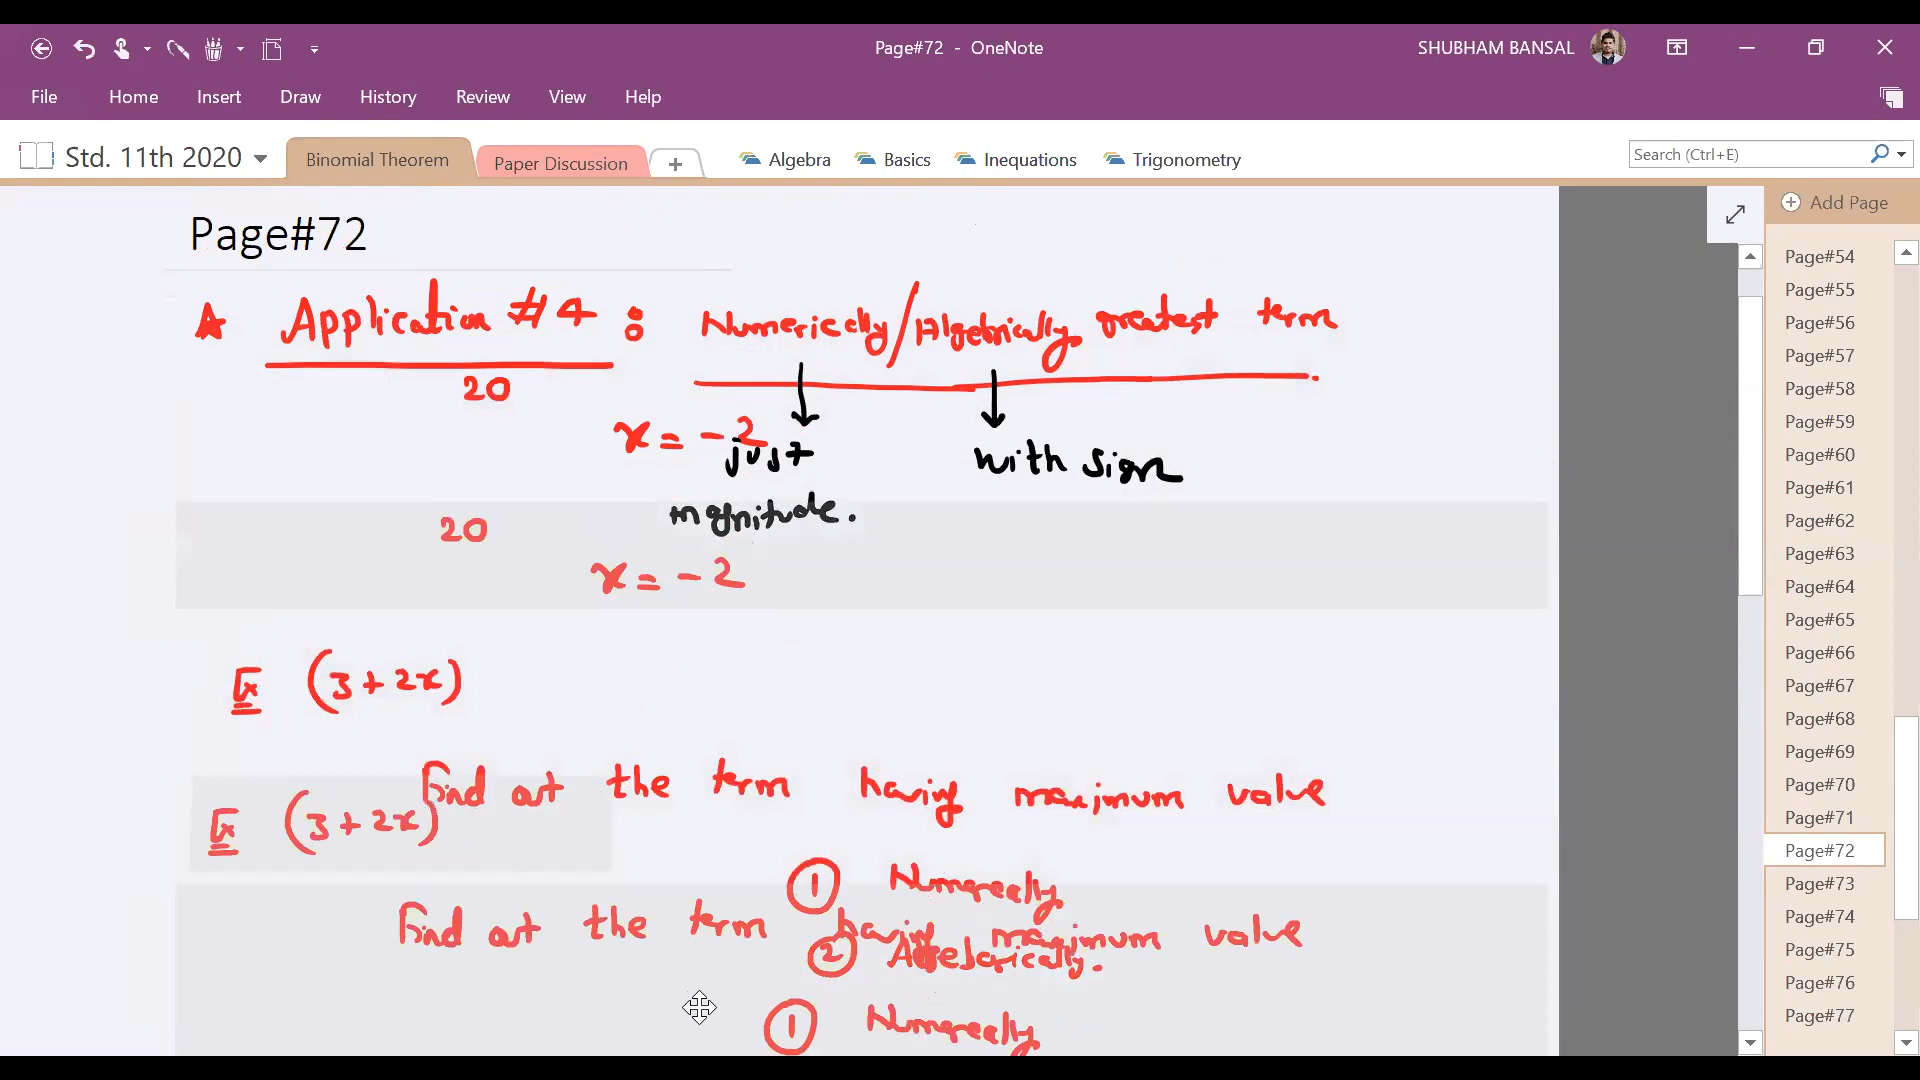 Page#72 - OneNote
SHUBHAM BANSAL
File Home Insert Draw History Review View Help
Std. 11th 2020
Binomial Theorem
Paper Discussion
+
Algebra
Basics
Inequations
Trigonometry
Search (Ctrl+E)
Page#72
Application #4 : Numerically/Algebrically greatest term
20
x = -2
just
magnitude.
with sign
20
x = -2
Ex (3+2x)
Find out the term having maximum value
Ex (3+2x)
① Numerically
② Algebrically.
Find out the term having maximum value
① Numerically
Add Page
Page#54
Page#55
Page#56
Page#57
Page#58
Page#59
Page#60
Page#61
Page#62
Page#63
Page#64
Page#65
Page#66
Page#67
Page#68
Page#69
Page#70
Page#71
Page#72
Page#73
Page#74
Page#75
Page#76
Page#77